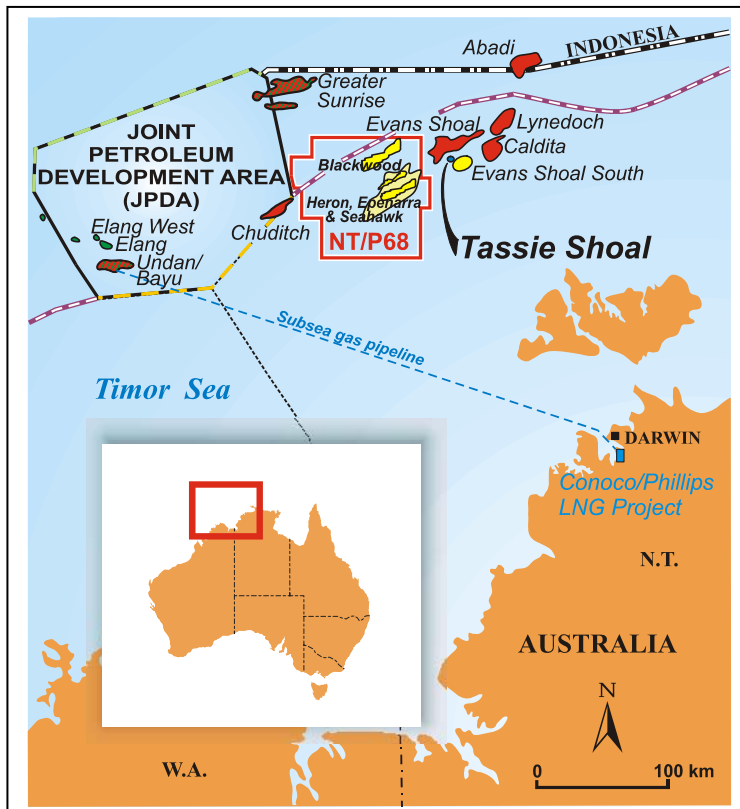 Abadi
INDONESIA
Greater
Sunrise
JOINT
PETROLEUM
DEVELOPMENT AREA
(JPDA)
Evans Shoal
Lynedoch
Caldita
Blackwood
Evans Shoal South
Heron, Epenarra
& Seahawk
NT/P68
Chuditch
Tassie Shoal
Elang West
Elang
Undan/
Bayu
Subsea gas pipeline
Timor Sea
DARWIN
Conoco/Phillips
LNG Project
N.T.
AUSTRALIA
N
W.A.
0 100 km